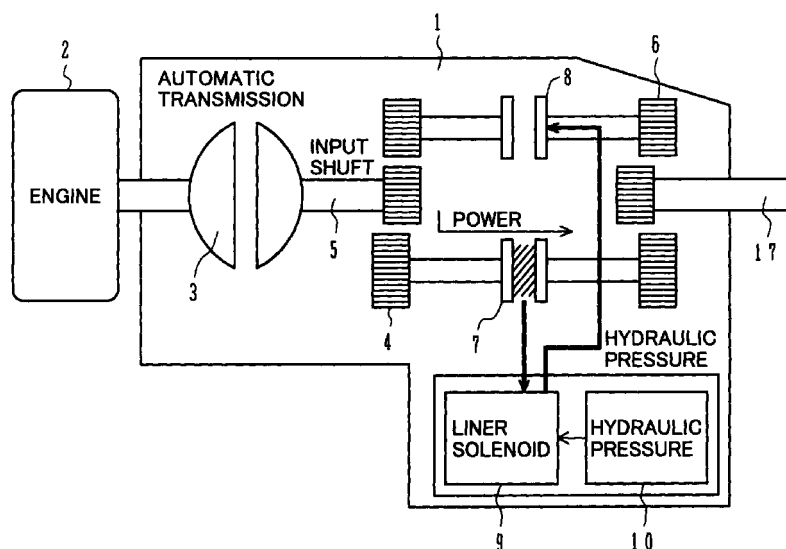 1
2
8
6
AUTOMATIC
TRANSMISSION
INPUT
SHUFT
ENGINE
POWER
3
5
17
4
7
HYDRAULIC
PRESSURE
LINER
SOLENOID
HYDRAULIC
PRESSURE
9
10